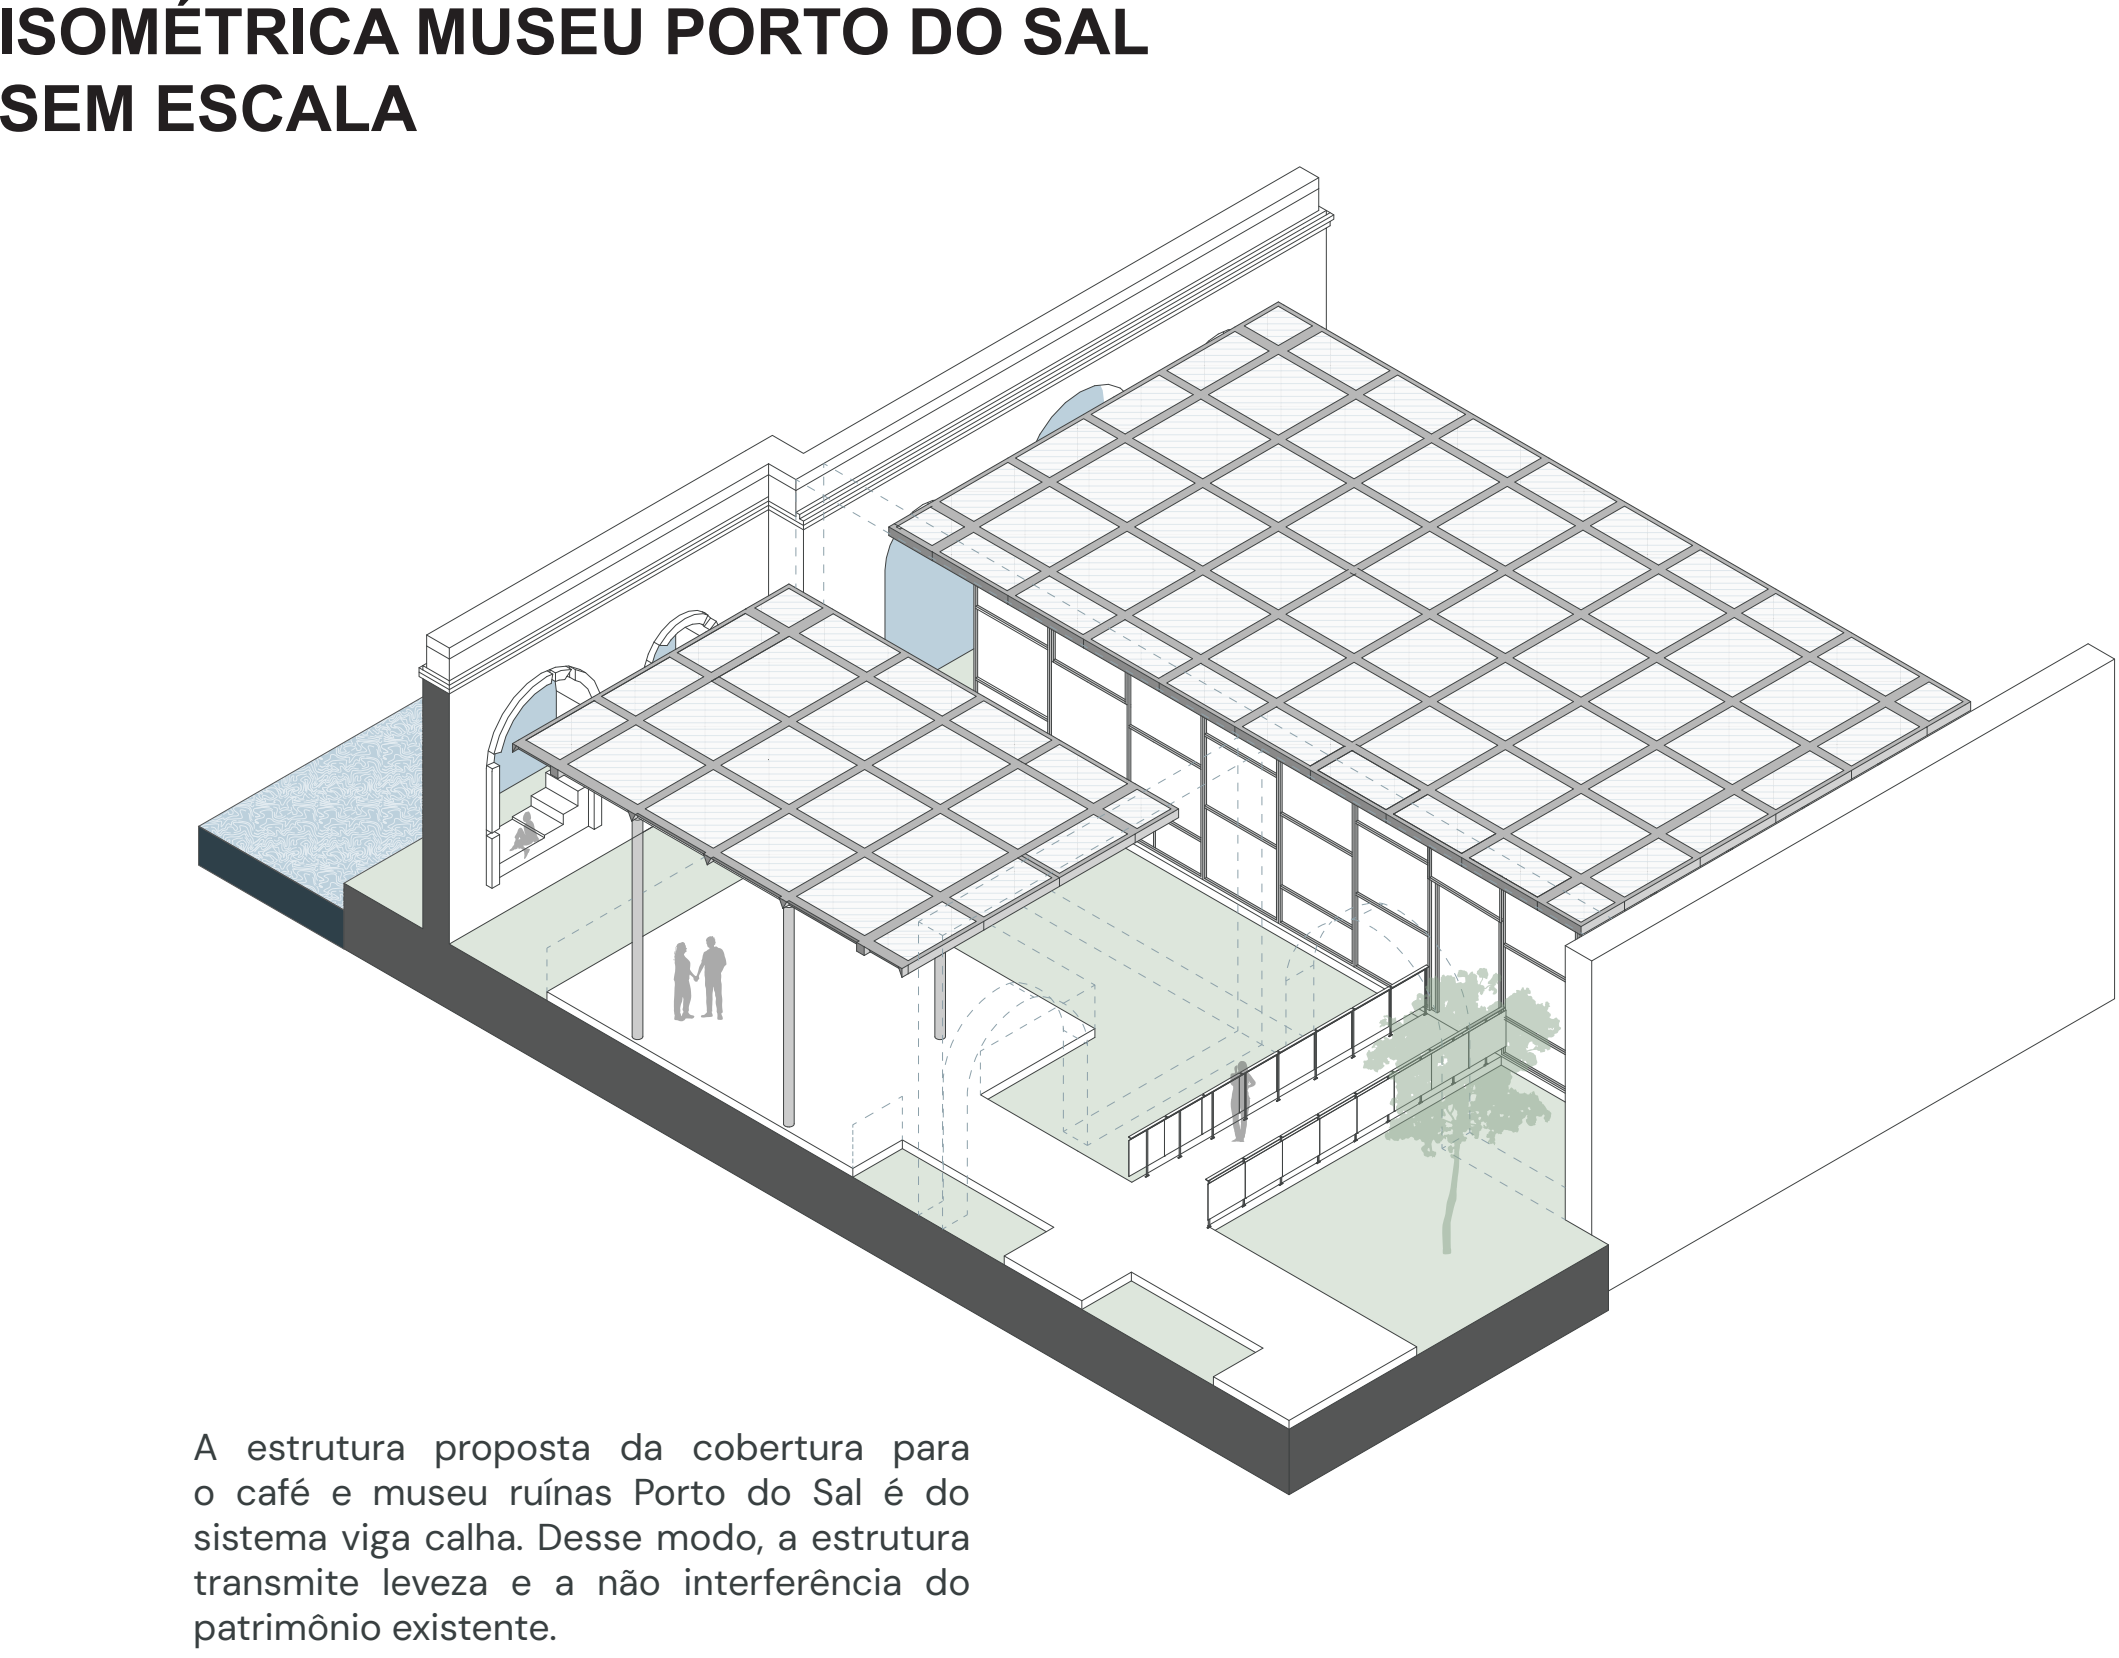 ISOMÉTRICA MUSEU PORTO DO SAL
SEM ESCALA
A estrutura proposta da cobertura para
o café e museu ruínas Porto do Sal é do
sistema viga calha. Desse modo, a estrutura
transmite leveza e a não interferência do
patrimônio existente.